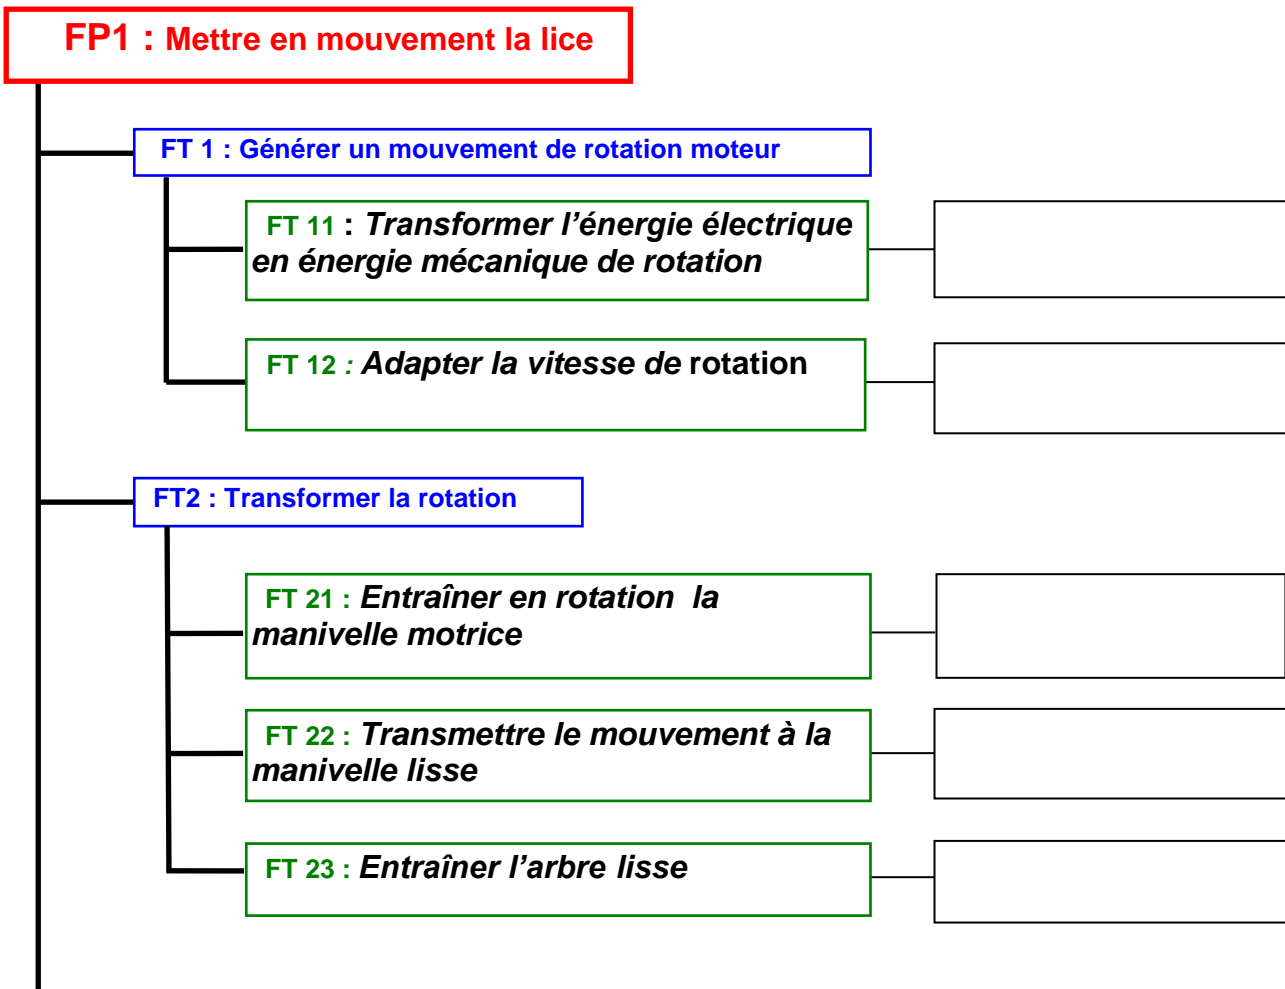 FP1 : Mettre en mouvement la lice
FT 1 : Générer un mouvement de rotation moteur
FT 11 : Transformer l’énergie électrique
en énergie mécanique de rotation
FT 12 : Adapter la vitesse de rotation
FT2 : Transformer la rotation
FT 21 : Entraîner en rotation la
manivelle motrice
FT 22 : Transmettre le mouvement à la
manivelle lisse
FT 23 : Entraîner l’arbre lisse